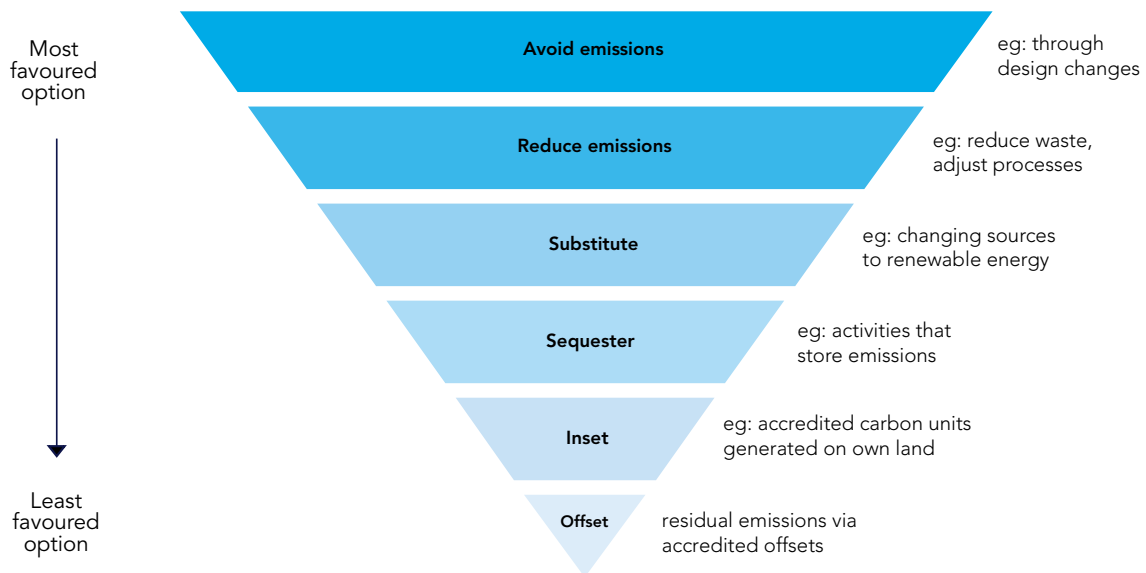 Most
favoured
option
Avoid emissions
eg: through
design changes
Reduce emissions
eg: reduce waste,
adjust processes
Substitute
eg: changing sources
to renewable energy
Sequester
eg: activities that
store emissions
Inset
eg: accredited carbon units
generated on own land
Least
favoured
option
Offset
residual emissions via
accredited offsets